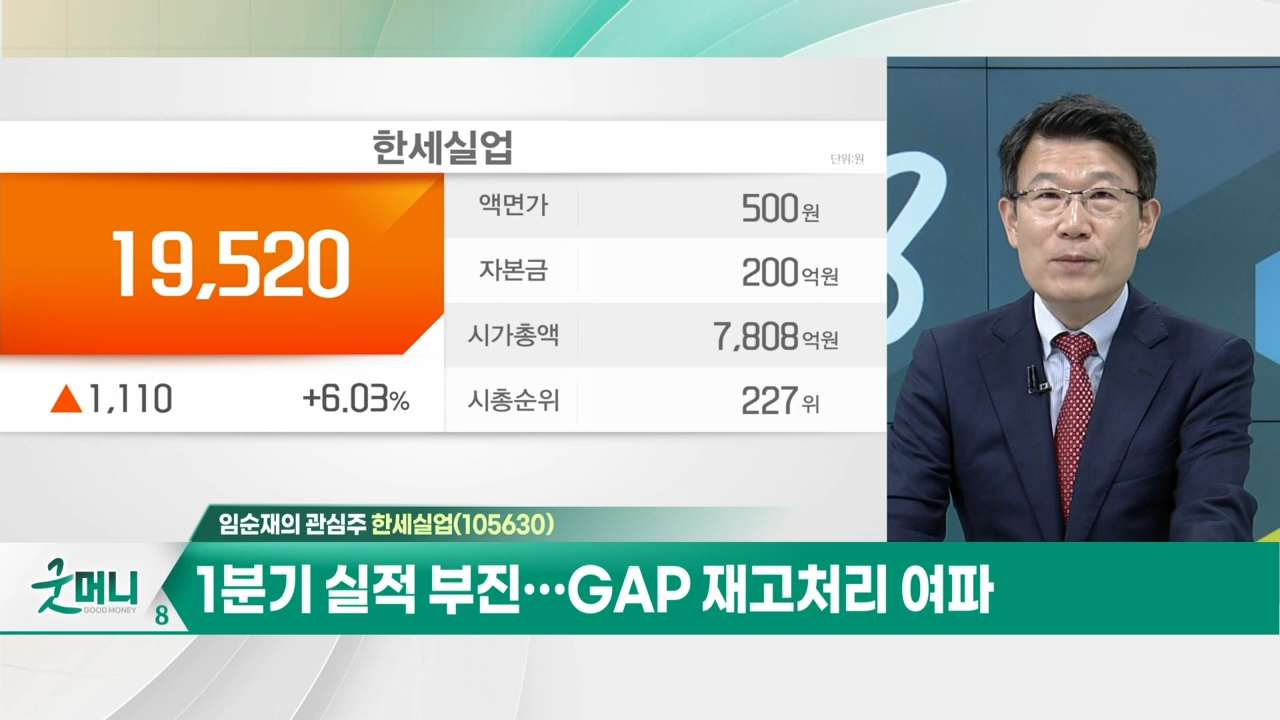 한세실업
단위:원
19,520
▲1,110 +6.03%
액면가 500원
자본금 200억원
시가총액 7,808억원
시총순위 227위
임순재의 관심주 한세실업(105630)
굿머니
GOOD MONEY
8
1분기 실적 부진…GAP 재고처리 여파